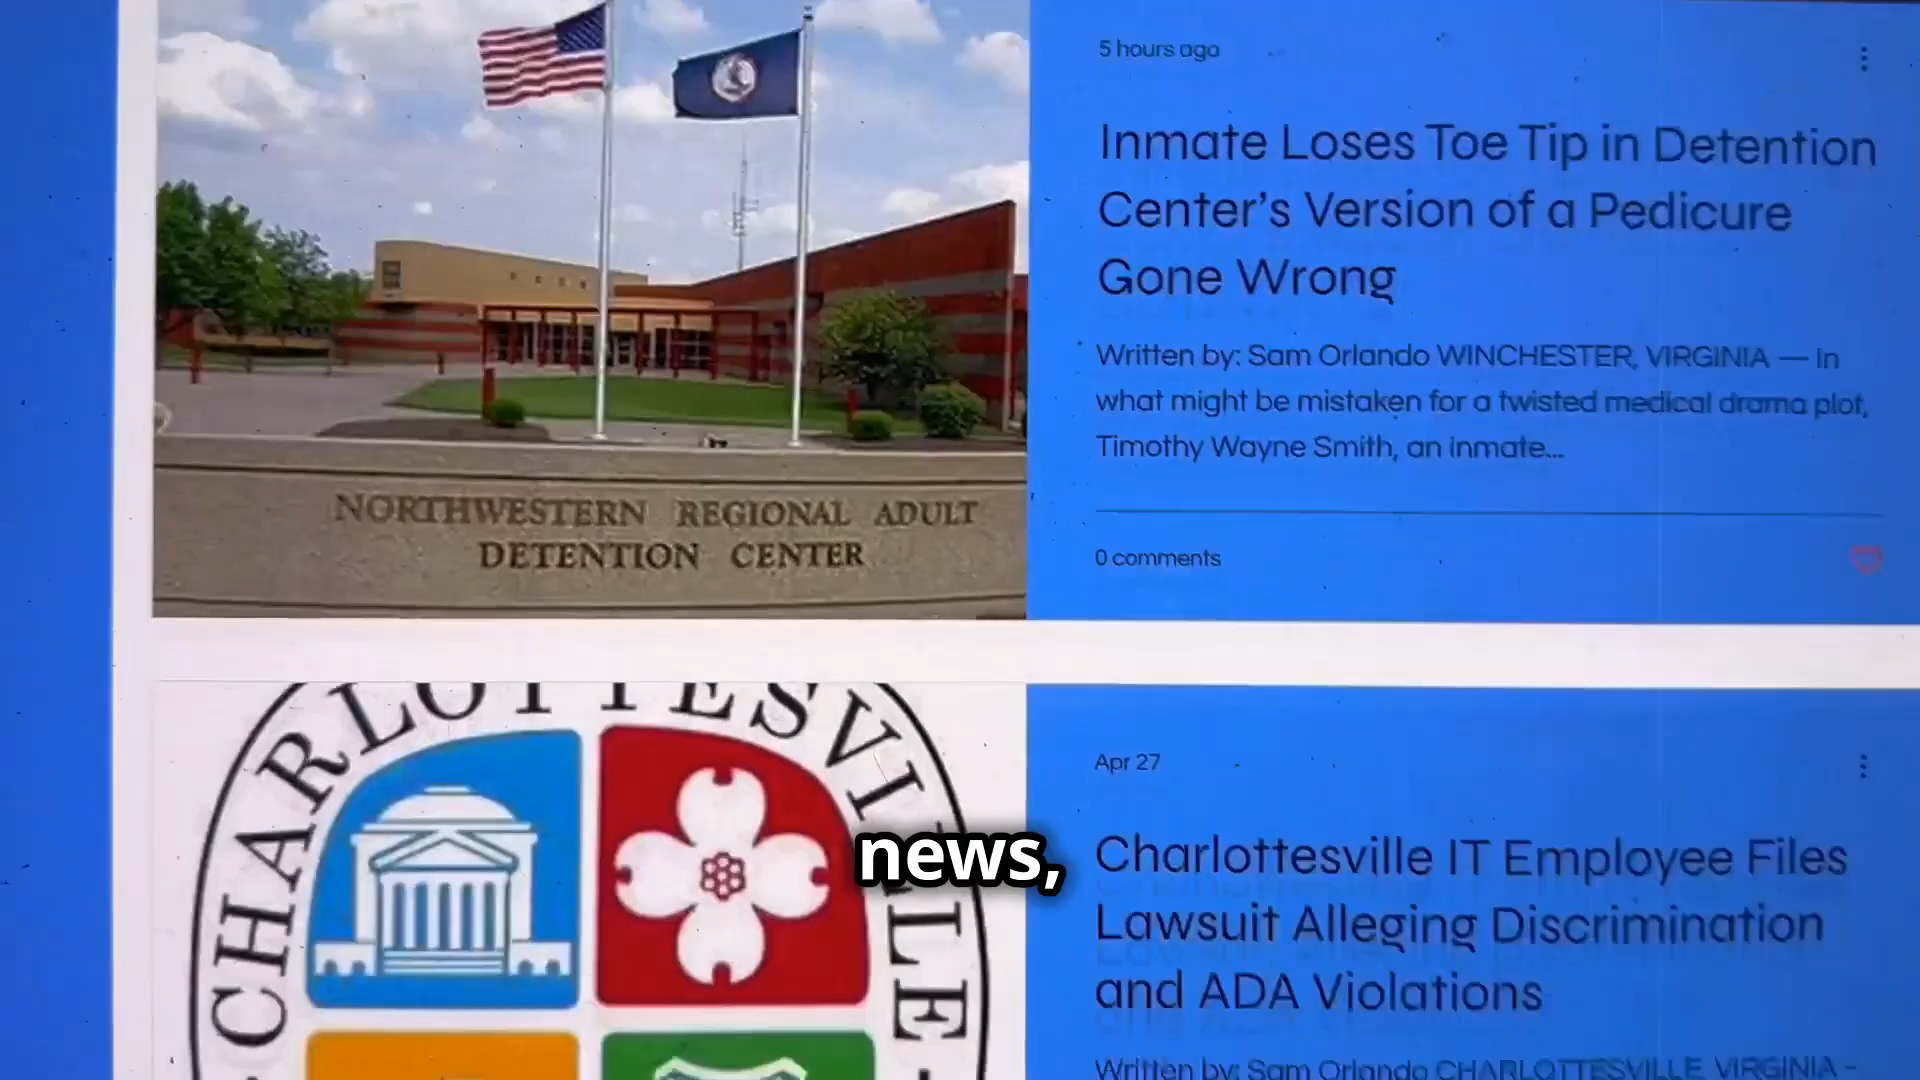 5 hours ago
Inmate Loses Toe Tip in Detention
Center's Version of a Pedicure
Gone Wrong
Written by: Sam Orlando WINCHESTER, VIRGINIA — In
what might be mistaken for a twisted medical drama plot,
Timothy Wayne Smith, an inmate...
0 comments
NORTHWESTERN REGIONAL ADULT
DETENTION CENTER
CHARLOTTESVILLE
news,
Apr 27
Charlottesville IT Employee Files
Lawsuit Alleging Discrimination
and ADA Violations
Written by: Sam Orlando CHARLOTTESVILLE, VIRGINIA –